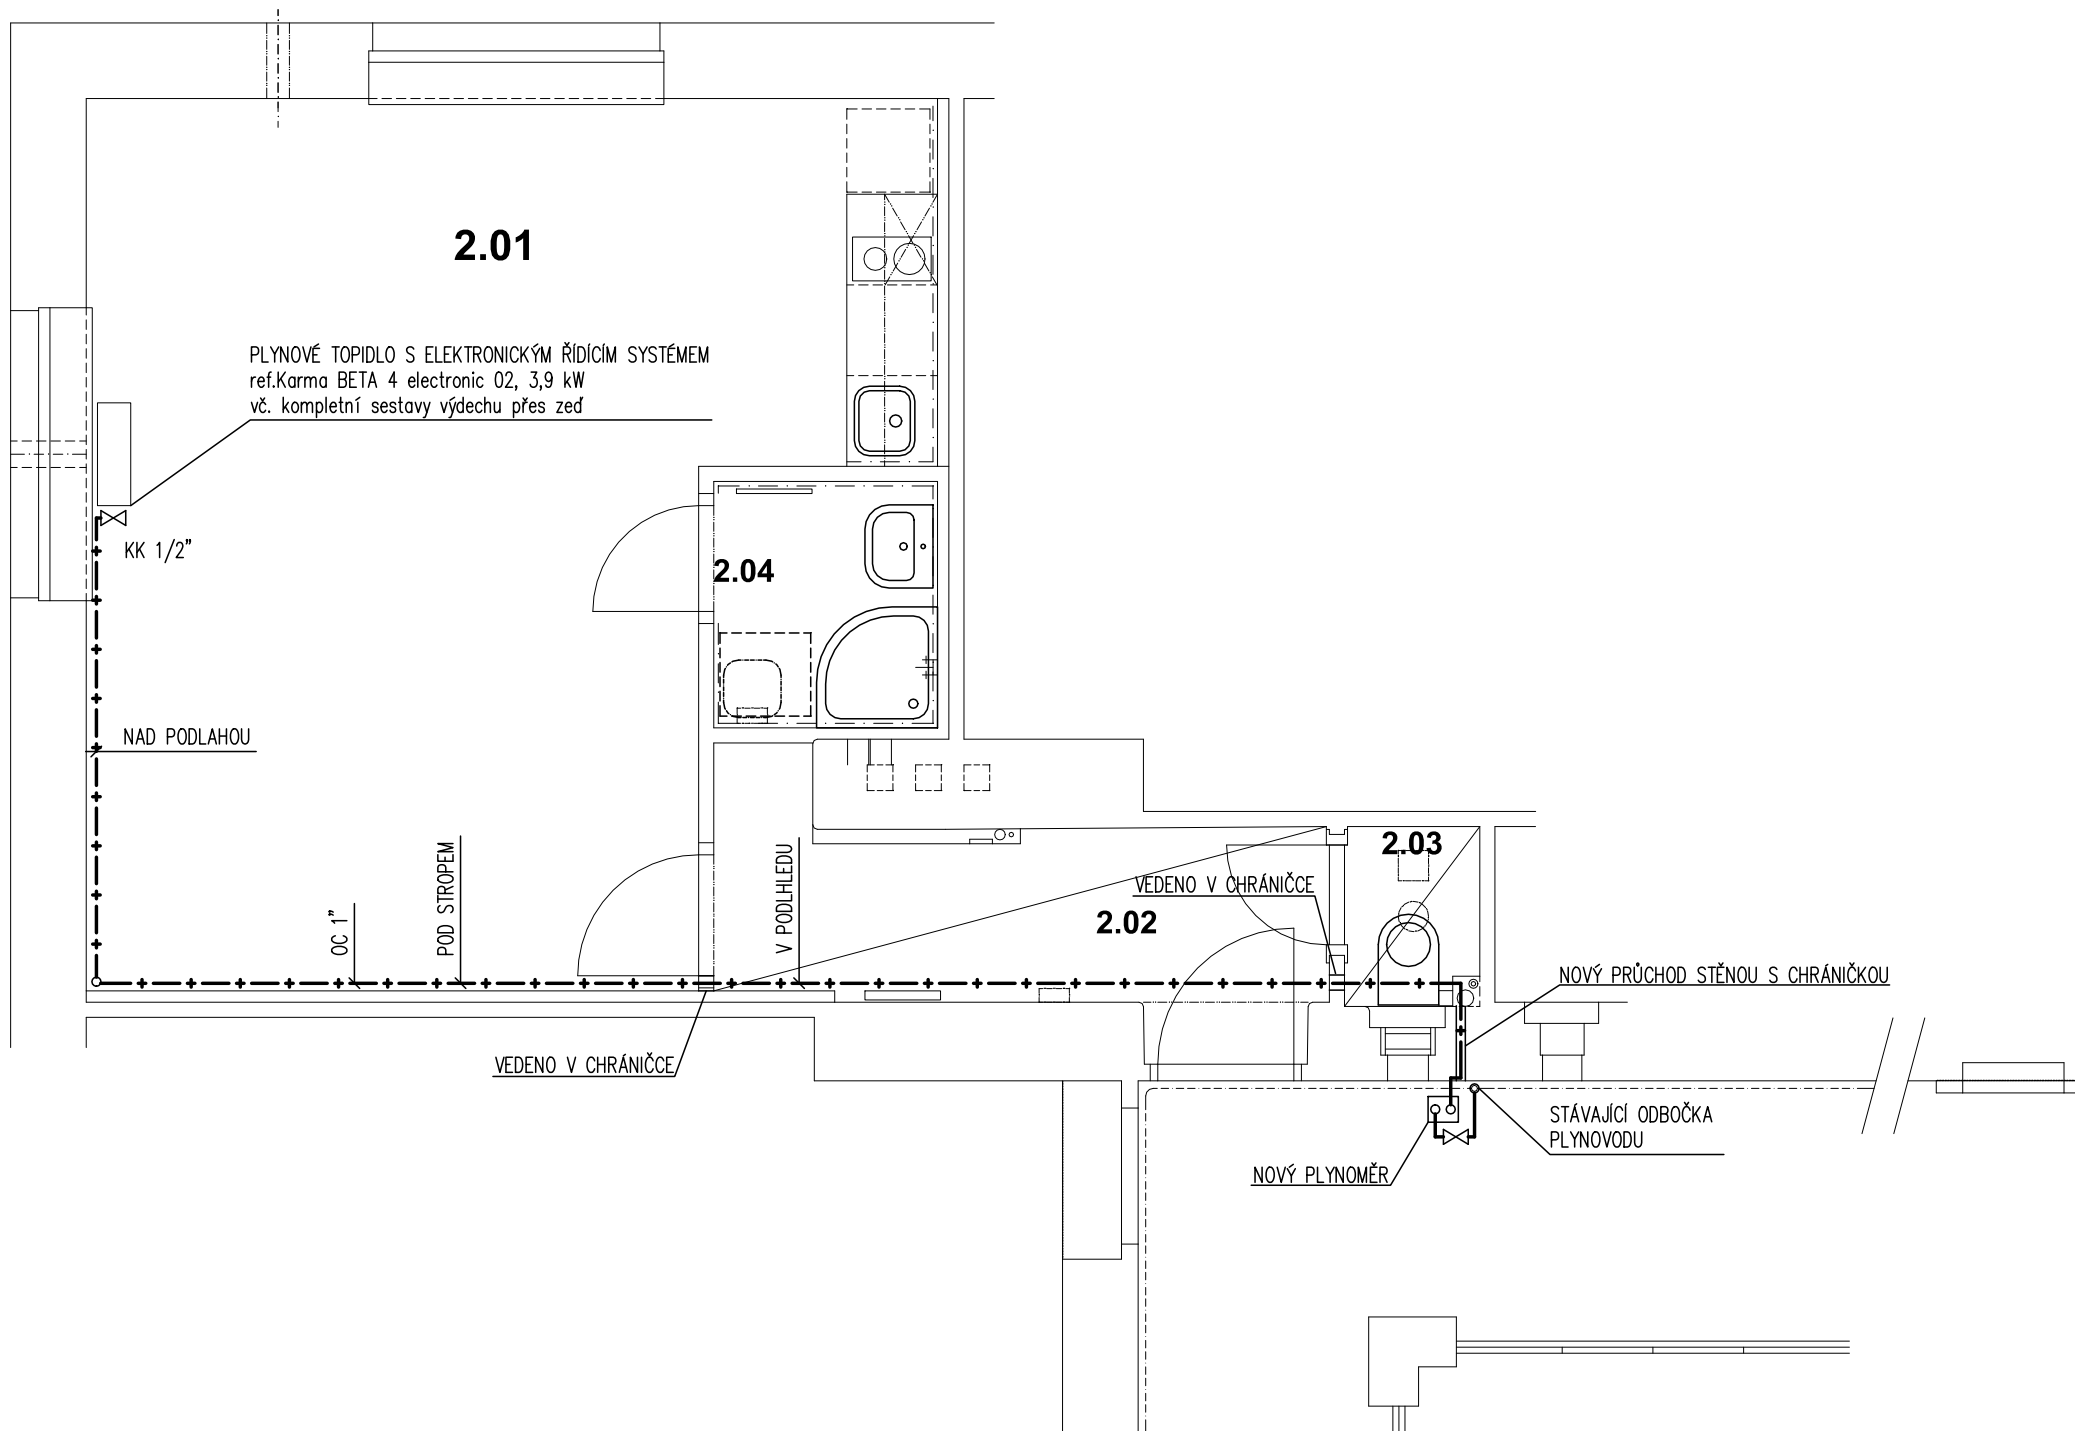 2.01
PLYNOVÉ TOPIDLO S ELEKTRONICKÝM ŘÍDÍCÍM SYSTÉMEM
ref.Karma BETA 4 electronic 02, 3,9 kW
vč. kompletní sestavy výdechu přes zeď
KK 1/2"
2.04
NAD PODLAHOU
OC 1"
POD STROPEM
V PODLHLEDU
2.03
VEDENO V CHRÁNIČCE
2.02
NOVÝ PRŮCHOD STĚNOU S CHRÁNIČKOU
VEDENO V CHRÁNIČCE
STÁVAJÍCÍ ODBOČKA
PLYNOVODU
NOVÝ PLYNOMĚR